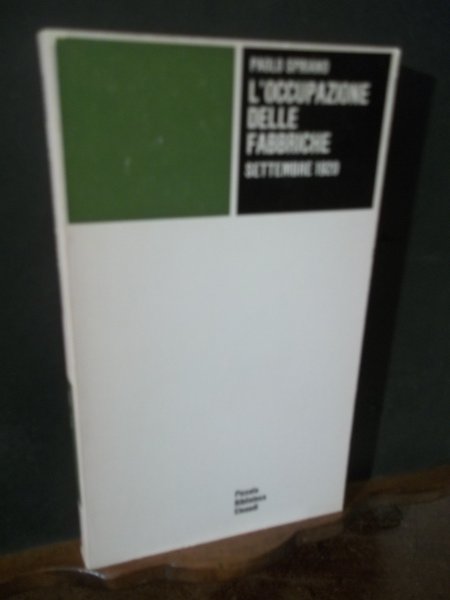 PAOLO SPRIANO
L'OCCUPAZIONE
DELLE
FABBRICHE
SETTEMBRE 1920
Piccola
Biblioteca
Einaudi